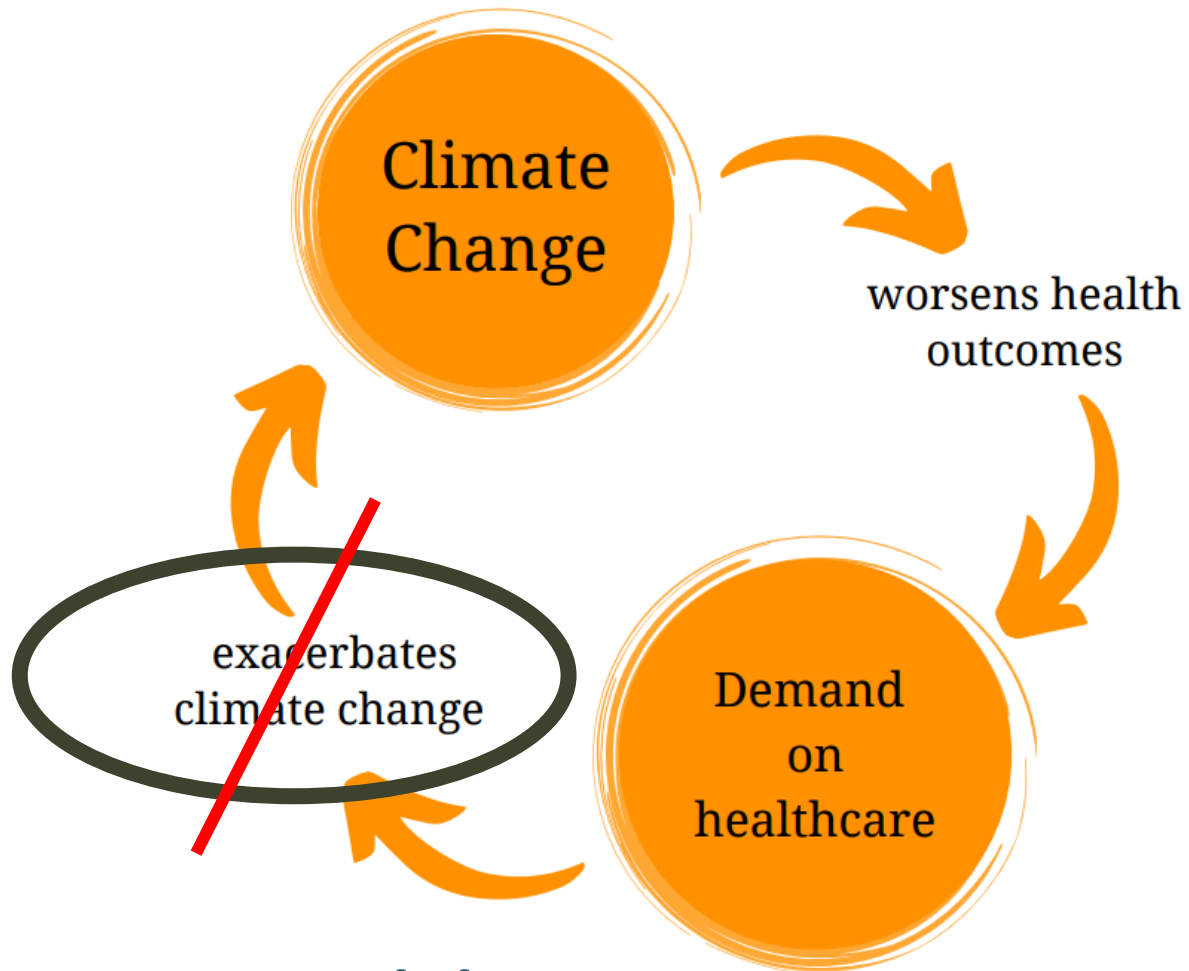 Climate
Change
worsens health
outcomes
Demand
on
healthcare
exacerbates
climate change